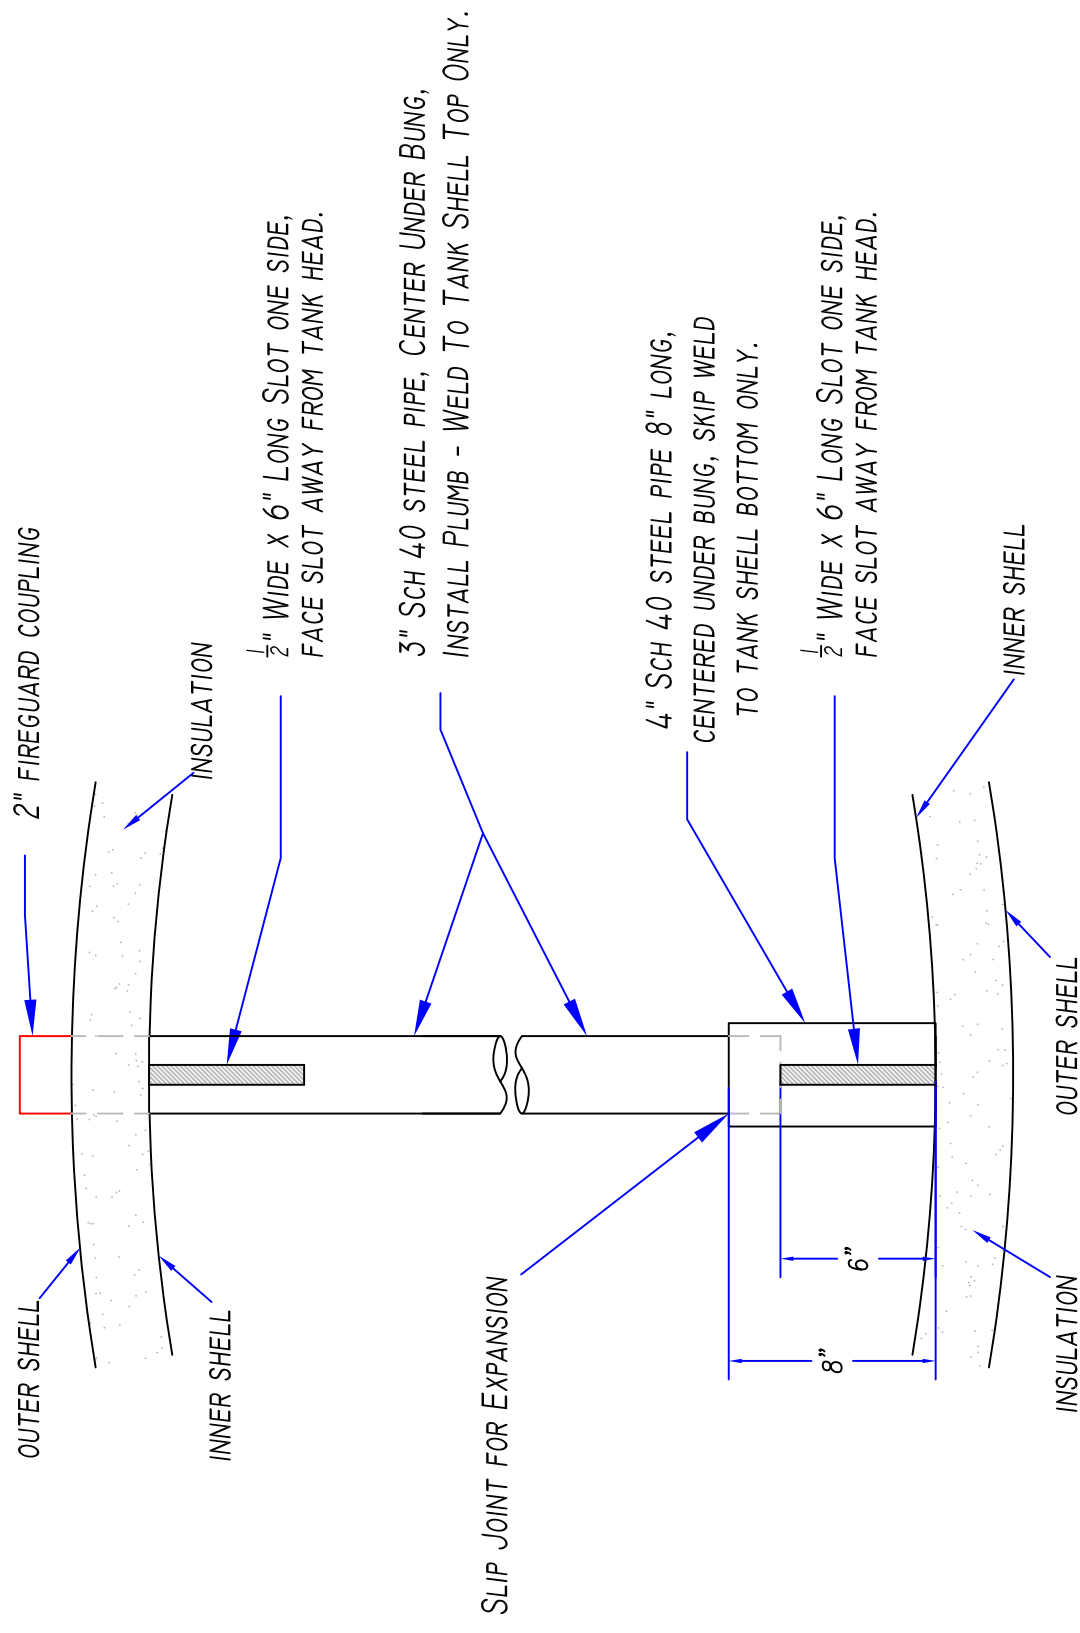 2" FIREGUARD COUPLING
OUTER SHELL
INSULATION
INNER SHELL
1/2" WIDE X 6" LONG SLOT ONE SIDE,
FACE SLOT AWAY FROM TANK HEAD.
3" SCH 40 STEEL PIPE, CENTER UNDER BUNG,
INSTALL PLUMB - WELD TO TANK SHELL TOP ONLY.
SLIP JOINT FOR EXPANSION
4" SCH 40 STEEL PIPE 8" LONG,
CENTERED UNDER BUNG, SKIP WELD
TO TANK SHELL BOTTOM ONLY.
1/2" WIDE X 6" LONG SLOT ONE SIDE,
FACE SLOT AWAY FROM TANK HEAD.
8"
6"
INNER SHELL
INSULATION
OUTER SHELL